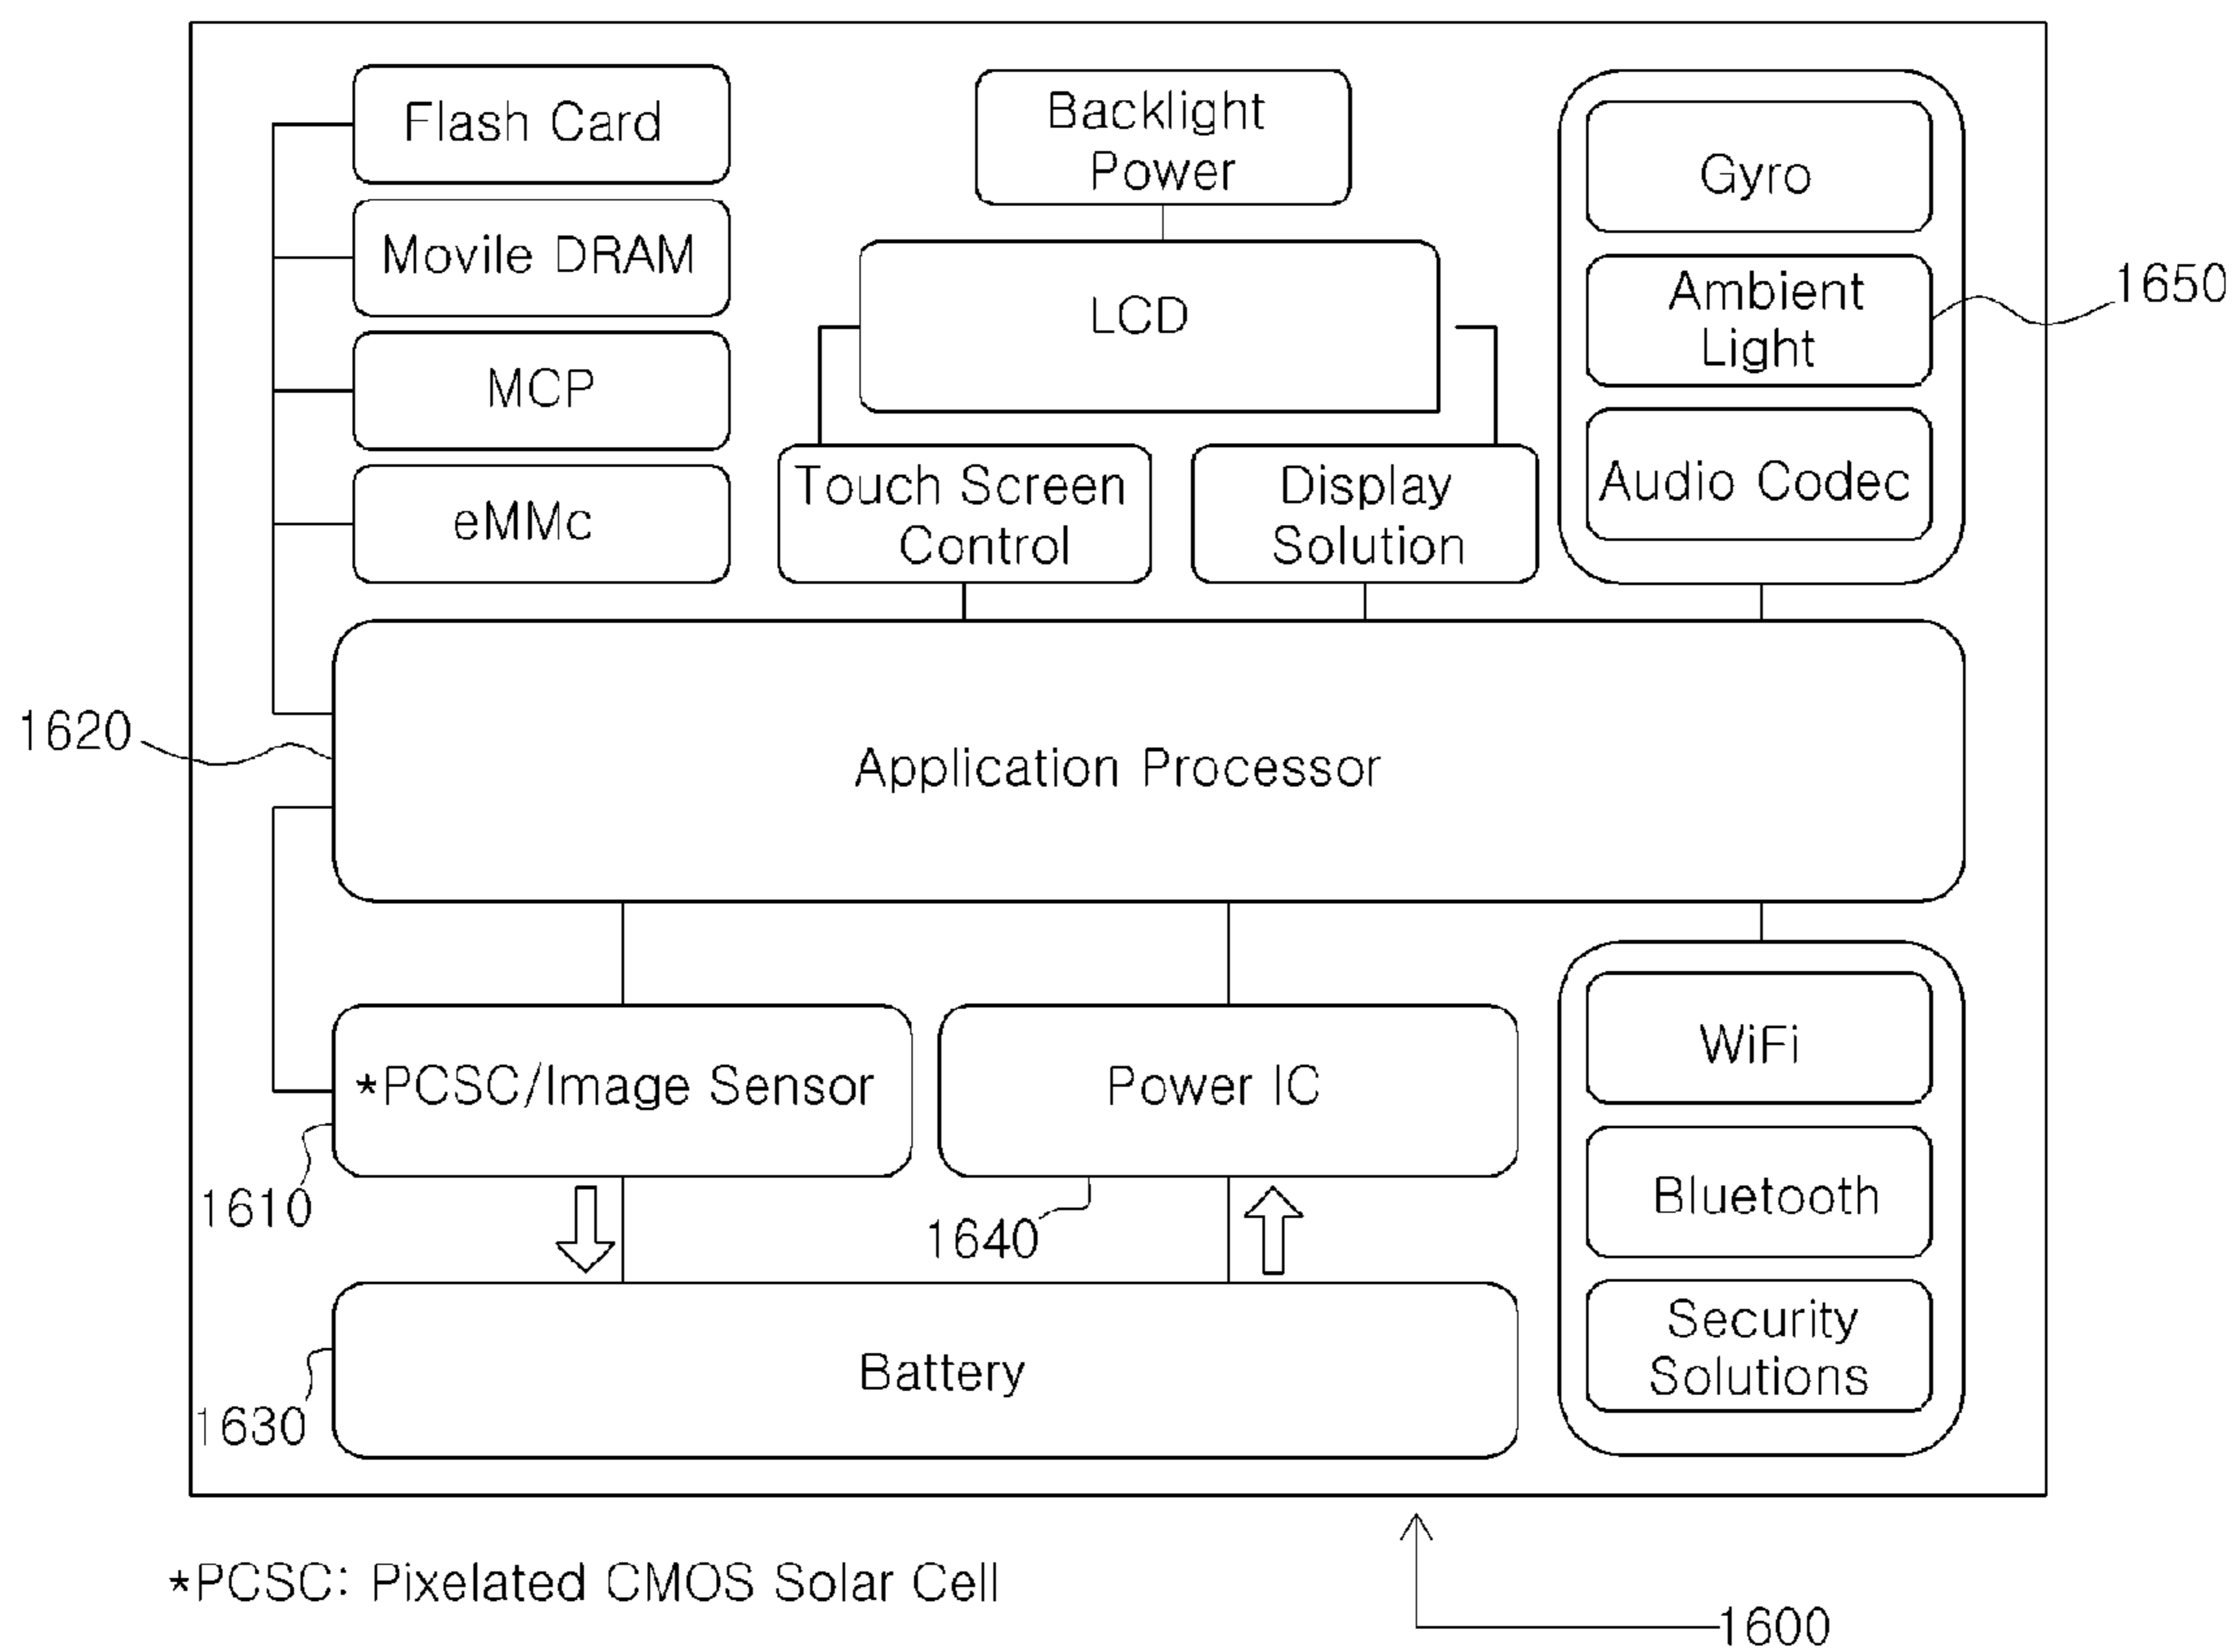 Flash Card
Movile DRAM
MCP
eMMc
Backlight
Power
LCD
Touch Screen
Control
Display
Solution
Gyro
Ambient
Light
Audio Codec
1650
1620
Application Processor
*PCSC/Image Sensor
1610
Power IC
1640
Battery
1630
WiFi
Bluetooth
Security
Solutions
*PCSC: Pixelated CMOS Solar Cell
1600